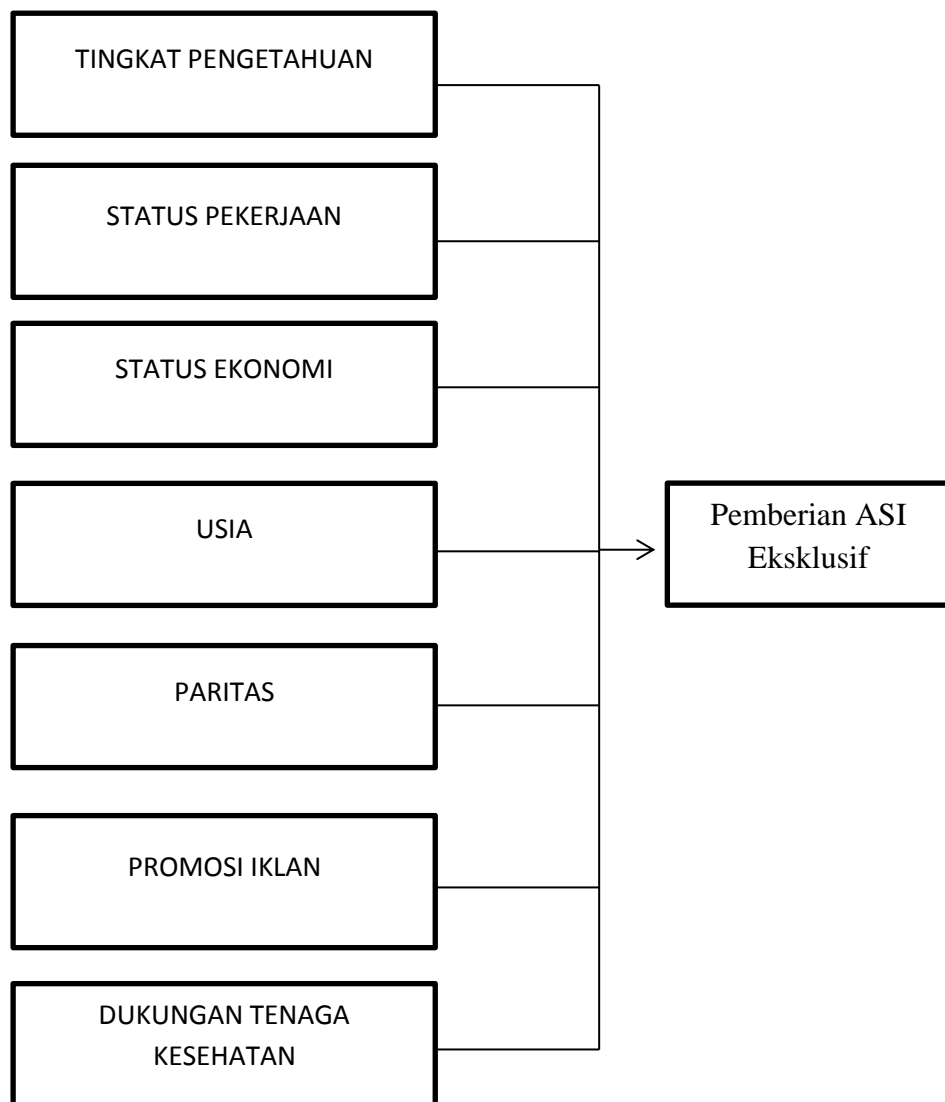 TINGKAT PENGETAHUAN
STATUS PEKERJAAN
STATUS EKONOMI
USIA
Pemberian ASI
Eksklusif
PARITAS
PROMOSI IKLAN
DUKUNGAN TENAGA
KESEHATAN